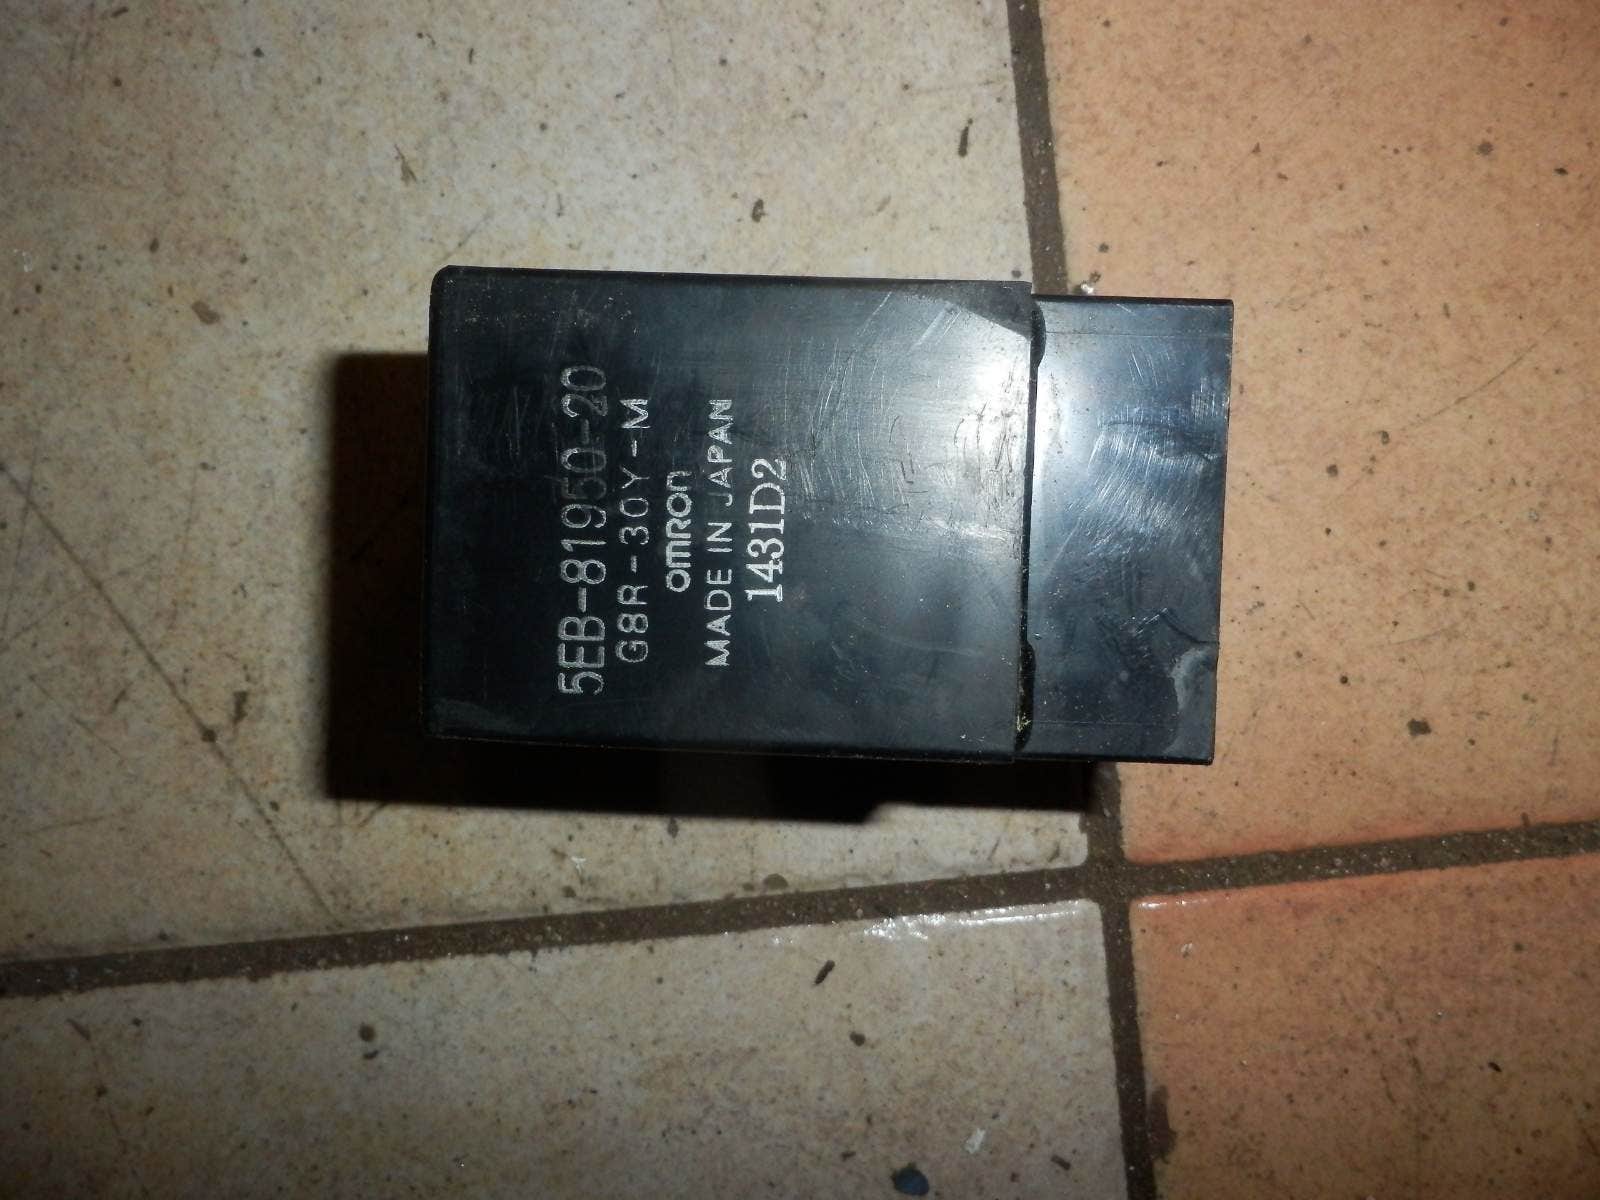 5EB-81950-20
G8R-30Y-M
omron
MADE IN JAPAN
1431D2